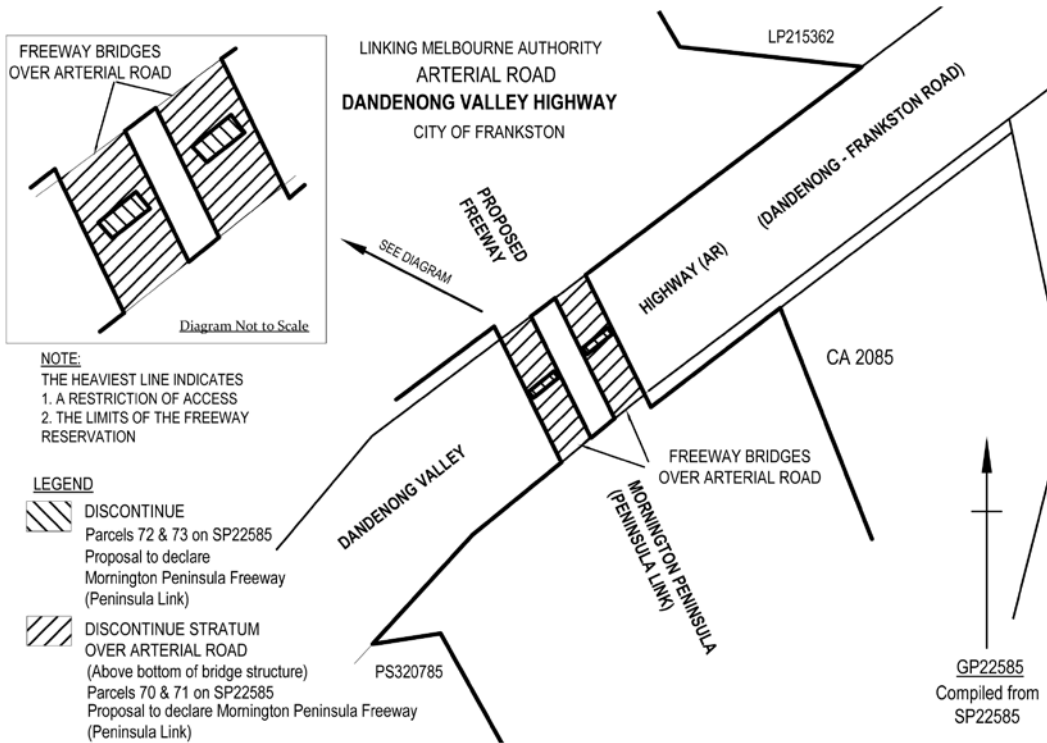 FREEWAY BRIDGES
OVER ARTERIAL ROAD
Diagram Not to Scale
LINKING MELBOURNE AUTHORITY
ARTERIAL ROAD
DANDENONG VALLEY HIGHWAY
CITY OF FRANKSTON
LP215362
(DANDENONG - FRANKSTON ROAD)
HIGHWAY (AR)
PROPOSED
FREEWAY
SEE DIAGRAM
CA 2085
NOTE:
THE HEAVIEST LINE INDICATES
1. A RESTRICTION OF ACCESS
2. THE LIMITS OF THE FREEWAY
RESERVATION
FREEWAY BRIDGES
OVER ARTERIAL ROAD
DANDENONG VALLEY
MORNINGTON PENINSULA
(PENINSULA LINK)
LEGEND
DISCONTINUE
Parcels 72 & 73 on SP22585
Proposal to declare
Mornington Peninsula Freeway
(Peninsula Link)
DISCONTINUE STRATUM
OVER ARTERIAL ROAD
(Above bottom of bridge structure)
Parcels 70 & 71 on SP22585
Proposal to declare Mornington Peninsula Freeway
(Peninsula Link)
PS320785
GP22585
Compiled from
SP22585